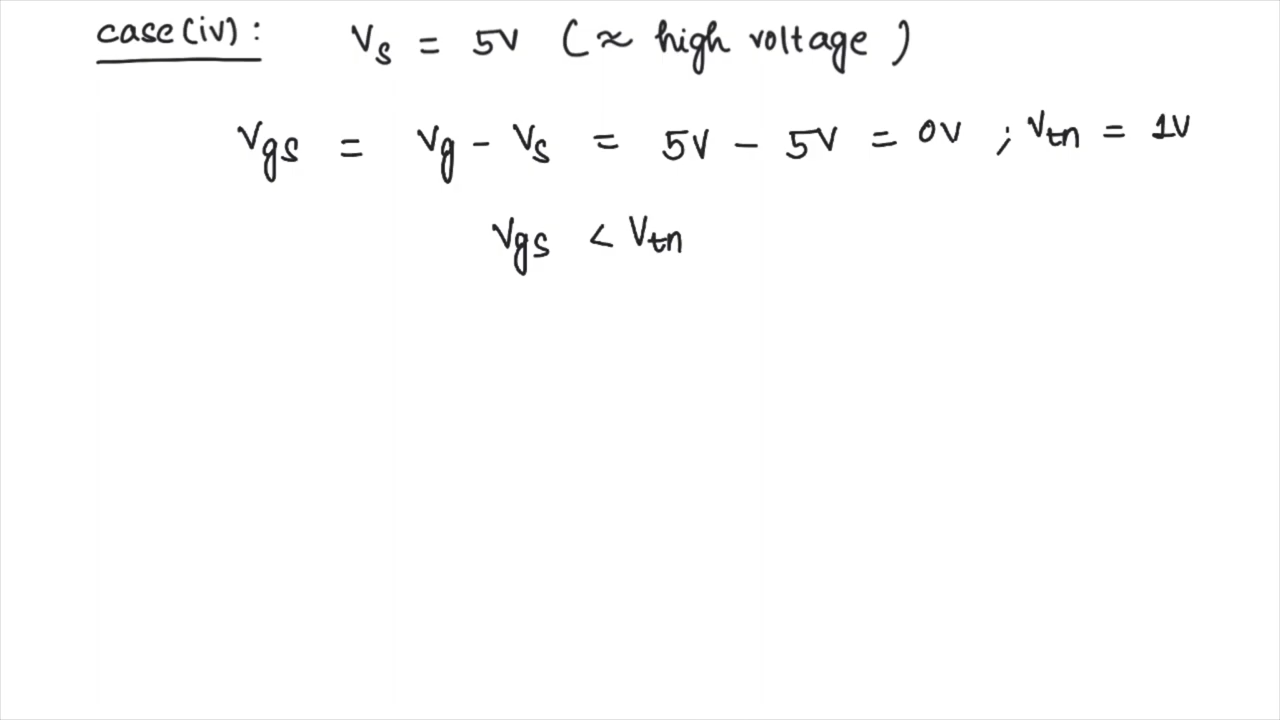 case(iv): Vs = 5V (≈ high voltage)
Vgs = Vg - Vs = 5V - 5V = 0V ; Vtn = 1V
Vgs < Vtn